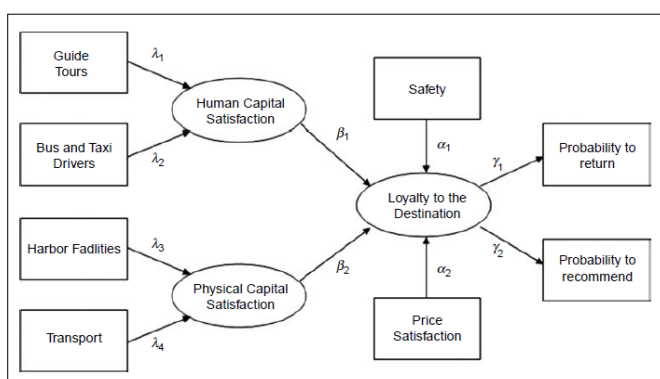 Guide
Tours
λ1
Human Capital
Satisfaction
Bus and Taxi
Drivers
λ2
β1
Safety
α1
Loyalty to the
Destination
γ1
Probability to
return
γ2
Probability to
recommend
Harbor Fadlities
λ3
Physical Capital
Satisfaction
Transport
λ4
β2
α2
Price
Satisfaction